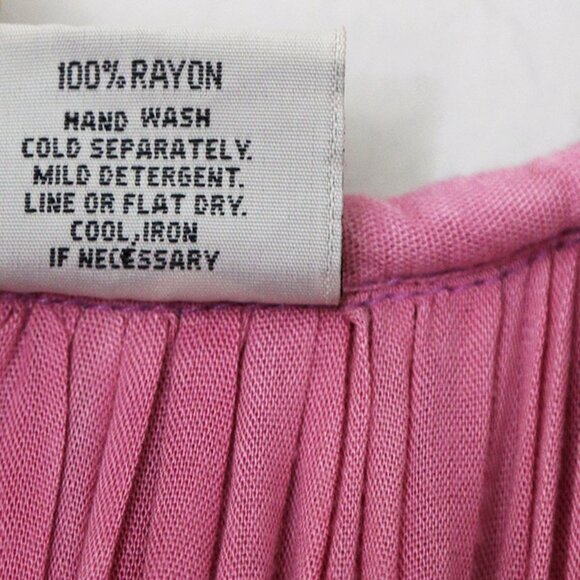 100% RAYON
HAND WASH
COLD SEPARATELY.
MILD DETERGENT.
LINE OR FLAT DRY.
COOL, IRON
IF NECESSARY